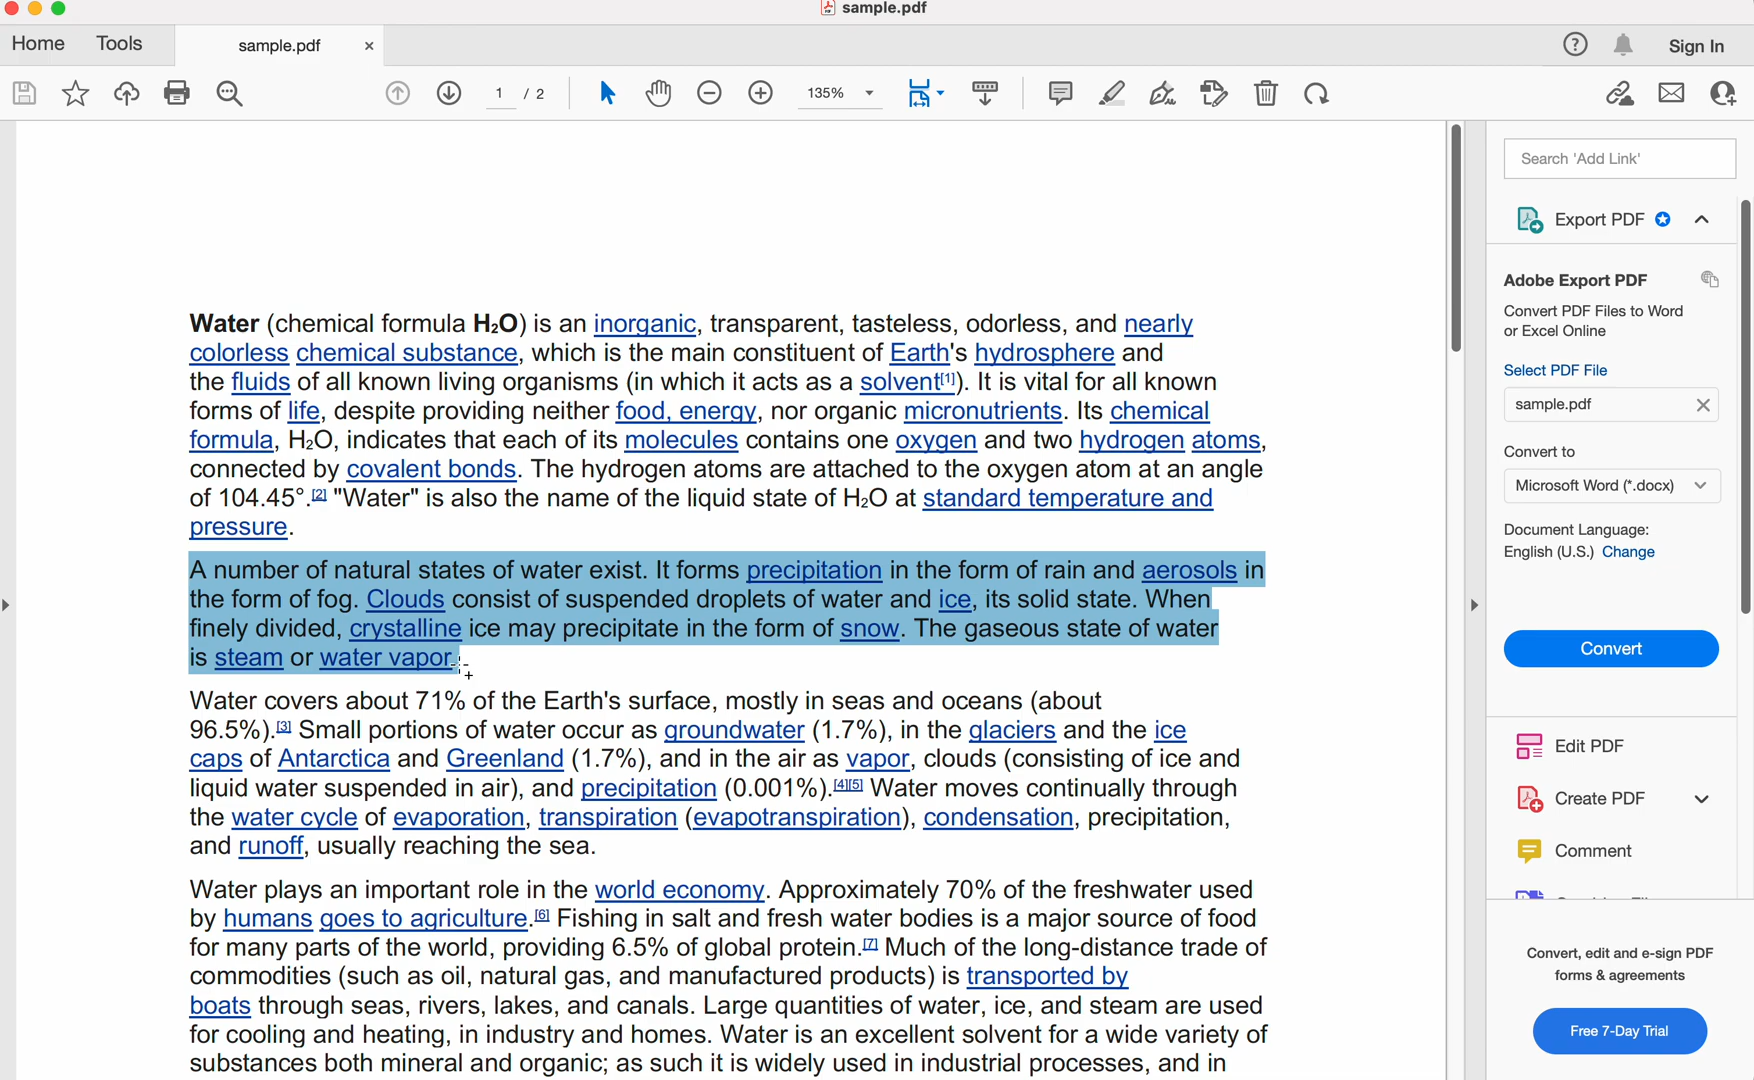 sample.pdf
Home Tools sample.pdf × Sign In
1 / 2 135%
Search 'Add Link'
Export PDF
Adobe Export PDF
Convert PDF Files to Word
or Excel Online
Select PDF File
sample.pdf
Convert to
Microsoft Word (*.docx)
Document Language:
English (U.S.) Change
Convert
Edit PDF
Create PDF
Comment
Convert, edit and e-sign PDF
forms & agreements
Free 7-Day Trial
Water (chemical formula H₂O) is an inorganic, transparent, tasteless, odorless, and nearly
colorless chemical substance, which is the main constituent of Earth's hydrosphere and
the fluids of all known living organisms (in which it acts as a solvent[1]). It is vital for all known
forms of life, despite providing neither food, energy, nor organic micronutrients. Its chemical
formula, H₂O, indicates that each of its molecules contains one oxygen and two hydrogen atoms,
connected by covalent bonds. The hydrogen atoms are attached to the oxygen atom at an angle
of 104.45°.[2] "Water" is also the name of the liquid state of H₂O at standard temperature and
pressure.
A number of natural states of water exist. It forms precipitation in the form of rain and aerosols in
the form of fog. Clouds consist of suspended droplets of water and ice, its solid state. When
finely divided, crystalline ice may precipitate in the form of snow. The gaseous state of water
is steam or water vapor.
Water covers about 71% of the Earth's surface, mostly in seas and oceans (about
96.5%).[3] Small portions of water occur as groundwater (1.7%), in the glaciers and the ice
caps of Antarctica and Greenland (1.7%), and in the air as vapor, clouds (consisting of ice and
liquid water suspended in air), and precipitation (0.001%).[4][5] Water moves continually through
the water cycle of evaporation, transpiration (evapotranspiration), condensation, precipitation,
and runoff, usually reaching the sea.
Water plays an important role in the world economy. Approximately 70% of the freshwater used
by humans goes to agriculture.[6] Fishing in salt and fresh water bodies is a major source of food
for many parts of the world, providing 6.5% of global protein.[7] Much of the long-distance trade of
commodities (such as oil, natural gas, and manufactured products) is transported by
boats through seas, rivers, lakes, and canals. Large quantities of water, ice, and steam are used
for cooling and heating, in industry and homes. Water is an excellent solvent for a wide variety of
substances both mineral and organic; as such it is widely used in industrial processes, and in